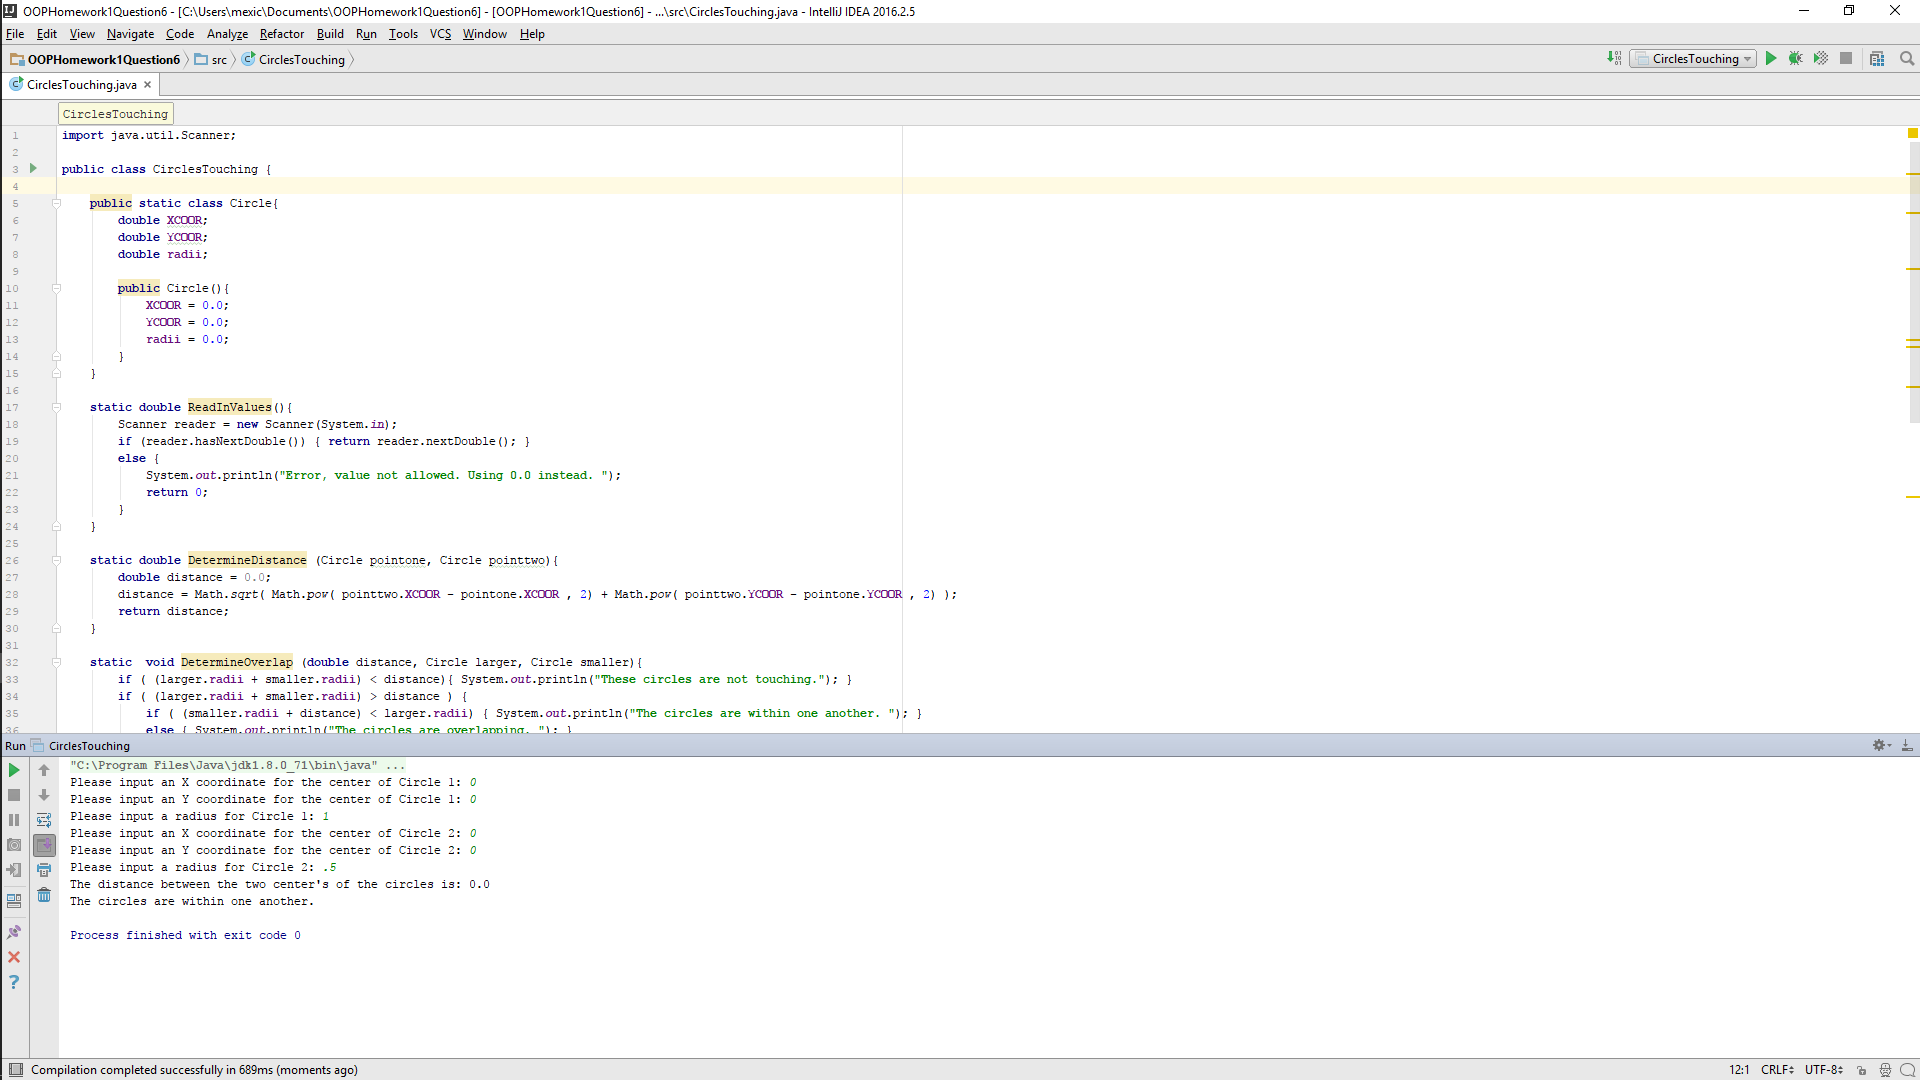 OOPHomework1Question6 - [C:\Users\mexic\Documents\OOPHomework1Question6] - [OOPHomework1Question6] - ...\src\CirclesTouching.java - IntelliJ IDEA 2016.2.5
File Edit View Navigate Code Analyze Refactor Build Run Tools VCS Window Help
OOPHomework1Question6 src CirclesTouching CirclesTouching
CirclesTouching.java
CirclesTouching
1 import java.util.Scanner;
2
3 public class CirclesTouching {
4
5 public static class Circle{
6 double XCOOR;
7 double YCOOR;
8 double radii;
9
10 public Circle(){
11 XCOOR = 0.0;
12 YCOOR = 0.0;
13 radii = 0.0;
14 }
15 }
16
17 static double ReadInValues(){
18 Scanner reader = new Scanner(System.in);
19 if (reader.hasNextDouble()) { return reader.nextDouble(); }
20 else {
21 System.out.println("Error, value not allowed. Using 0.0 instead. ");
22 return 0;
23 }
24 }
25
26 static double DetermineDistance (Circle pointone, Circle pointtwo){
27 double distance = 0.0;
28 distance = Math.sqrt( Math.pow( pointtwo.XCOOR - pointone.XCOOR , 2) + Math.pow( pointtwo.YCOOR - pointone.YCOOR , 2) );
29 return distance;
30 }
31
32 static  void DetermineOverlap (double distance, Circle larger, Circle smaller){
33 if ( (larger.radii + smaller.radii) < distance){ System.out.println("These circles are not touching."); }
34 if ( (larger.radii + smaller.radii) > distance ) {
35 if ( (smaller.radii + distance) < larger.radii) { System.out.println("The circles are within one another. "); }
36 else { System.out.println("The circles are overlapping. "); }
Run CirclesTouching
"C:\Program Files\Java\jdk1.8.0_71\bin\java" ...
Please input an X coordinate for the center of Circle 1: 0
Please input an Y coordinate for the center of Circle 1: 0
Please input a radius for Circle 1: 1
Please input an X coordinate for the center of Circle 2: 0
Please input an Y coordinate for the center of Circle 2: 0
Please input a radius for Circle 2: .5
The distance between the two center's of the circles is: 0.0
The circles are within one another.
Process finished with exit code 0
Compilation completed successfully in 689ms (moments ago) 12:1 CRLF UTF-8